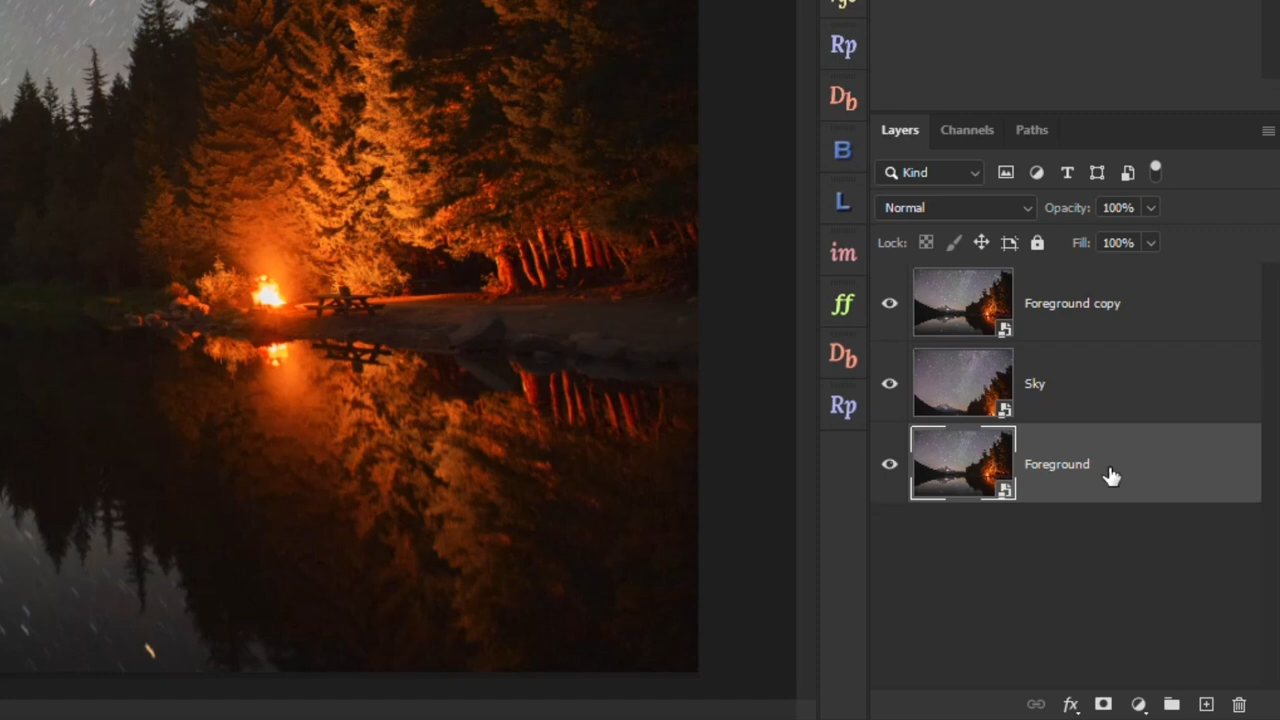 Rp
Db
B
L
im
ff
Db
Rp
Layers Channels Paths
Kind
Normal Opacity: 100%
Lock: Fill: 100%
Foreground copy
Sky
Foreground
fx